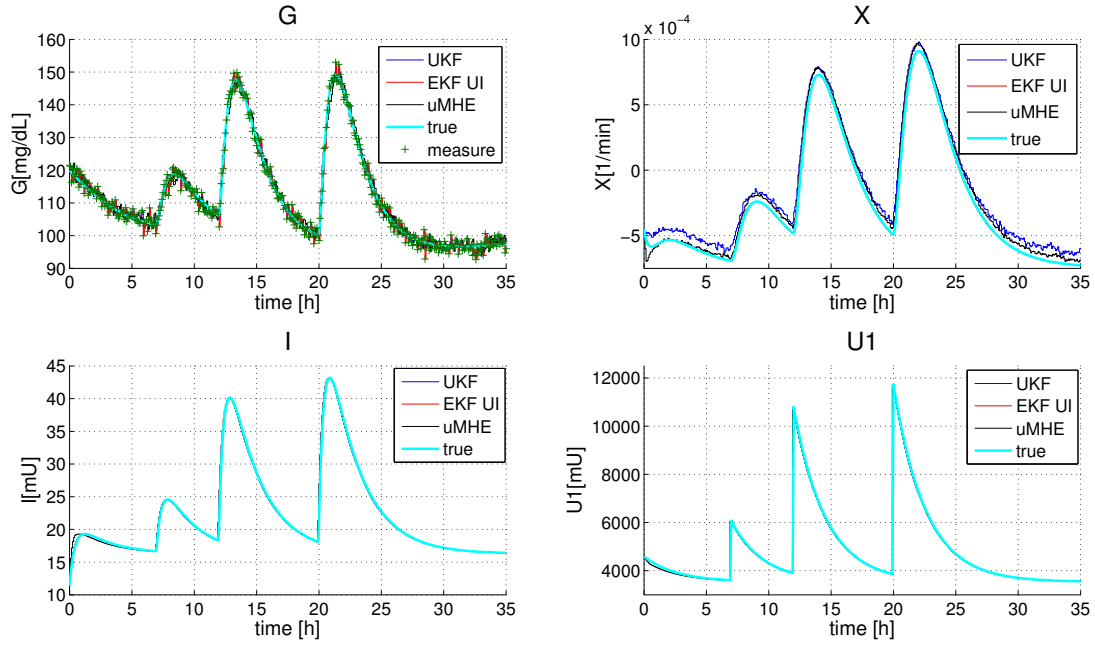 G
160
150
140
130
120
110
100
90
G[mg/dL]
0 5 10 15 20 25 30 35
time [h]
UKF
EKF UI
uMHE
true
measure
X
x 10⁻⁴
10
5
0
−5
X[1/min]
0 5 10 15 20 25 30 35
time [h]
UKF
EKF UI
uMHE
true
I
45
40
35
30
25
20
15
10
I[mU]
0 5 10 15 20 25 30 35
time [h]
UKF
EKF UI
uMHE
true
U1
12000
10000
8000
6000
4000
U1[mU]
0 5 10 15 20 25 30 35
time [h]
UKF
EKF UI
uMHE
true